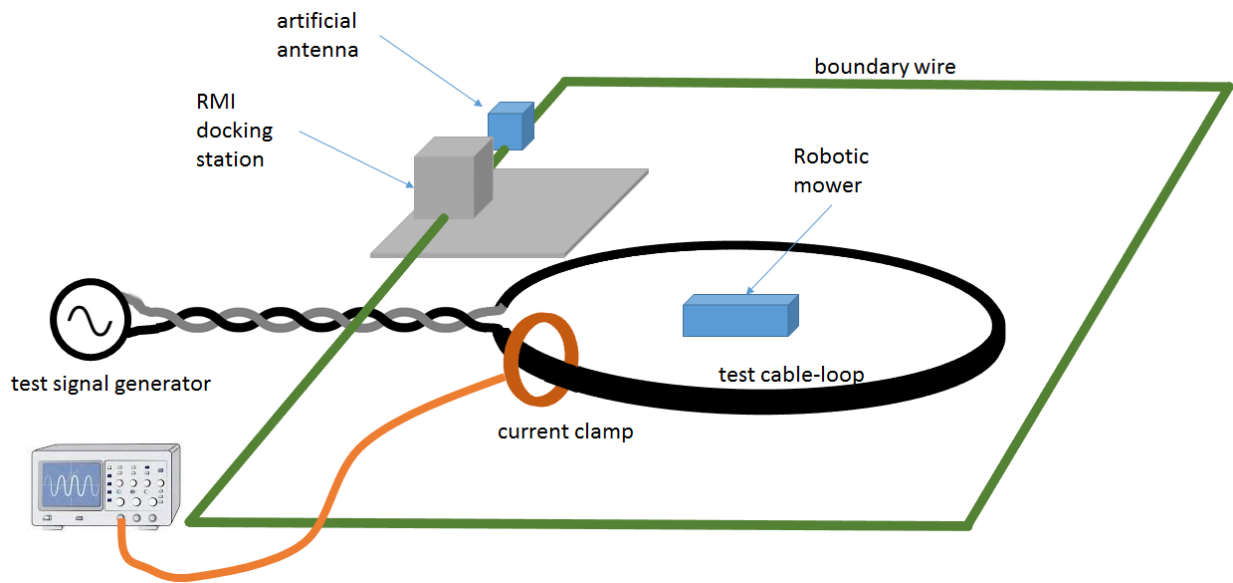 artificial
antenna
boundary wire
RMI
docking
station
Robotic
mower
test signal generator
test cable-loop
current clamp